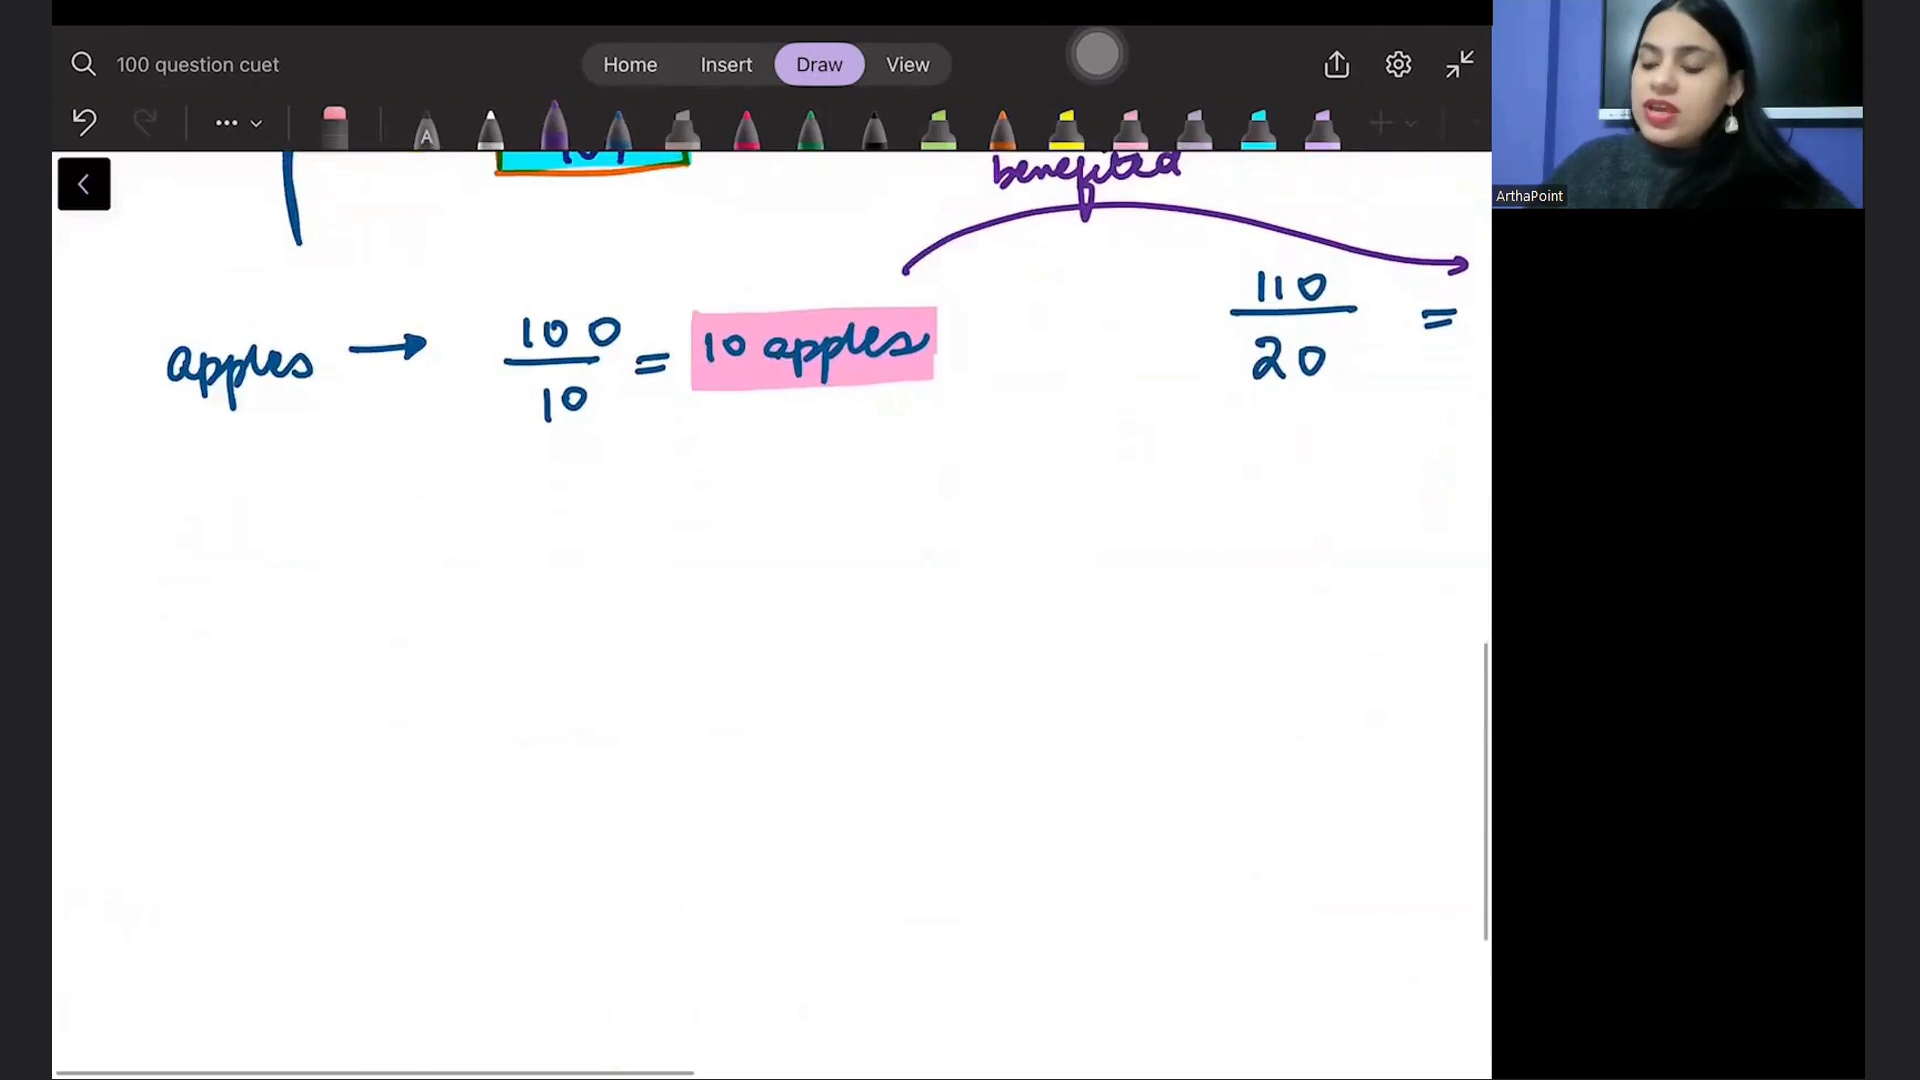 100 question cuet
Home Insert Draw View
A
ArthaPoint
benefited
apples → 100/10 = 10 apples
110/20 =